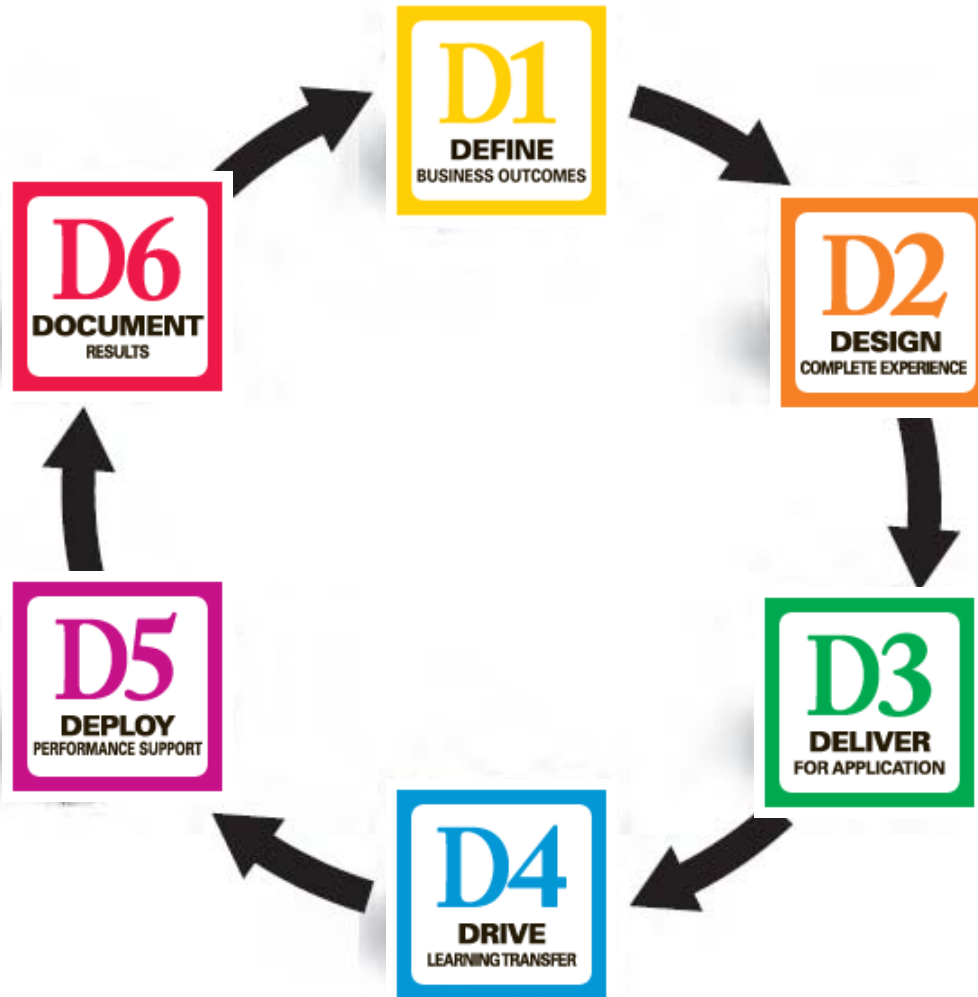 D1
DEFINE
BUSINESS OUTCOMES
D2
DESIGN
COMPLETE EXPERIENCE
D3
DELIVER
FOR APPLICATION
D4
DRIVE
LEARNING TRANSFER
D5
DEPLOY
PERFORMANCE SUPPORT
D6
DOCUMENT
RESULTS